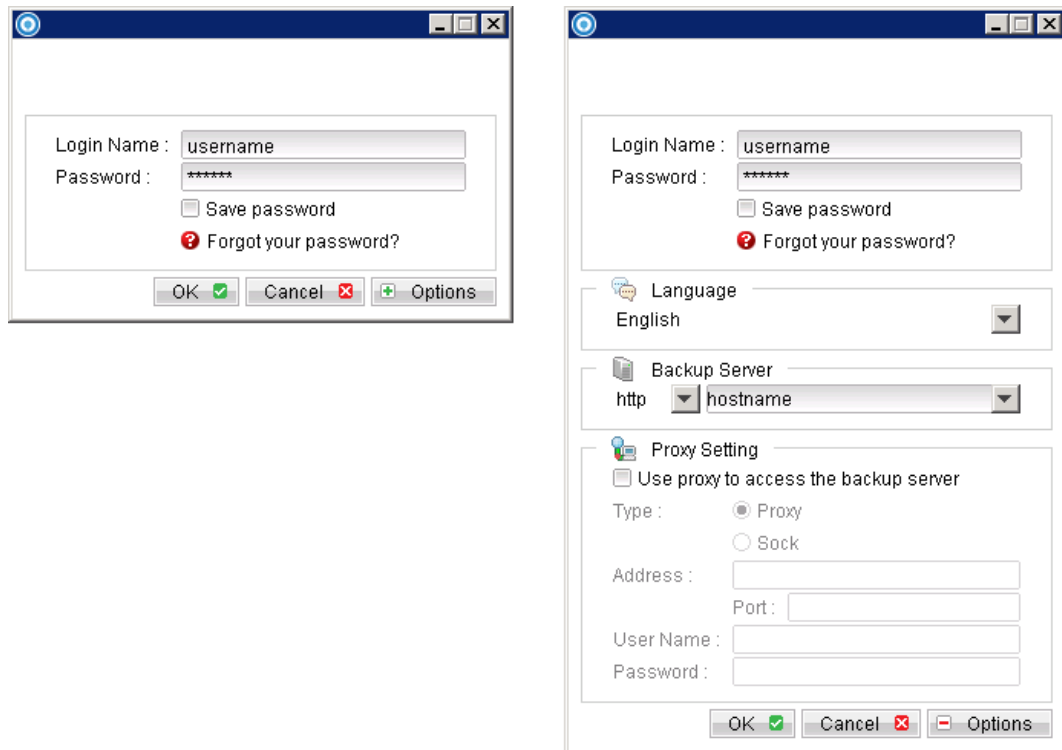 Login Name : username
Password : ******
Save password
Forgot your password?
OK Cancel Options
Login Name : username
Password : ******
Save password
Forgot your password?
Language
English
Backup Server
http hostname
Proxy Setting
Use proxy to access the backup server
Type : Proxy
Sock
Address :
Port :
User Name :
Password :
OK Cancel Options